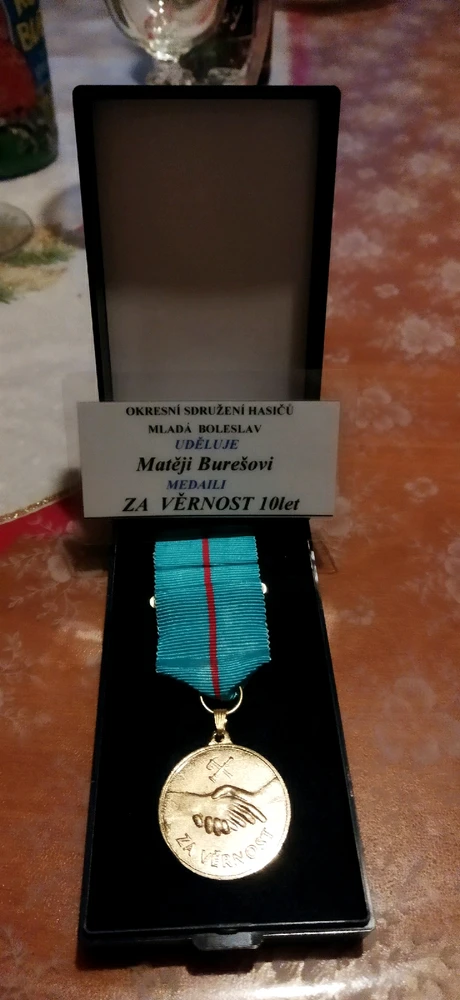 OKRESNÍ SDRUŽENÍ HASIČŮ
MLADÁ BOLESLAV
UDĚLUJE
Matěji Burešovi
MEDAILI
ZA VĚRNOST 10let
ZA VĚRNOST